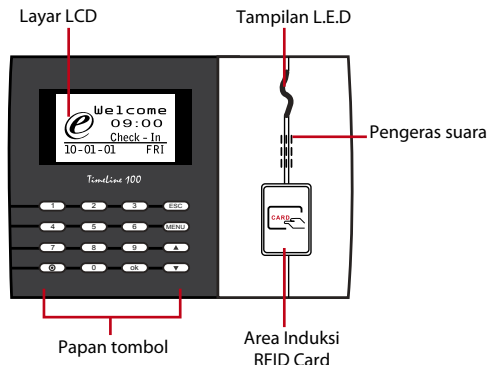 Layar LCD
Tampilan L.E.D
Welcome
09:00
Check - In
10-01-01 FRI
e
Pengeras suara
TimeLine 100
1 2 3 ESC
4 5 6 MENU
7 8 9 ▲
0 ok ▼
CARD
Papan tombol
Area Induksi
RFID Card